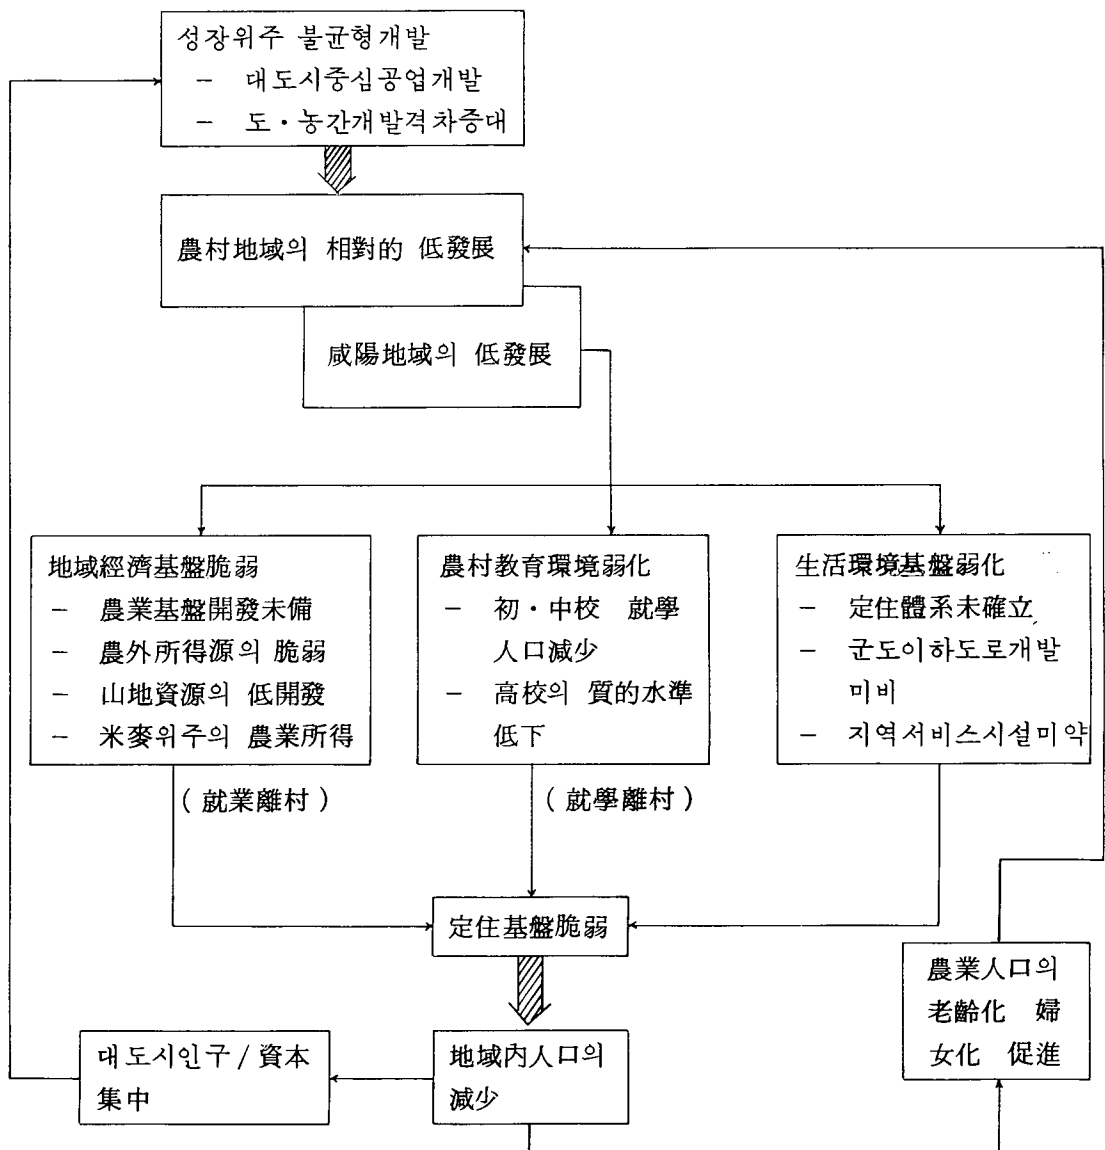 성장위주 불균형개발
- 대도시중심공업개발
- 도·농간개발격차증대
農村地域의 相對的 低發展
咸陽地域의 低發展
地域經濟基盤脆弱
- 農業基盤開發未備
- 農外所得源의 脆弱
- 山地資源의 低開發
- 米麥위주의 農業所得
農村敎育環境弱化
- 初·中校 就學
人口減少
- 高校의 質的水準
低下
生活環境基盤弱化
- 定住體系未確立
- 군도이하도로개발
미비
- 지역서비스시설미약
(就業離村)
(就學離村)
定住基盤脆弱
農業人口의
老齡化 婦
女化 促進
대도시인구/資本
集中
地域內人口의
減少